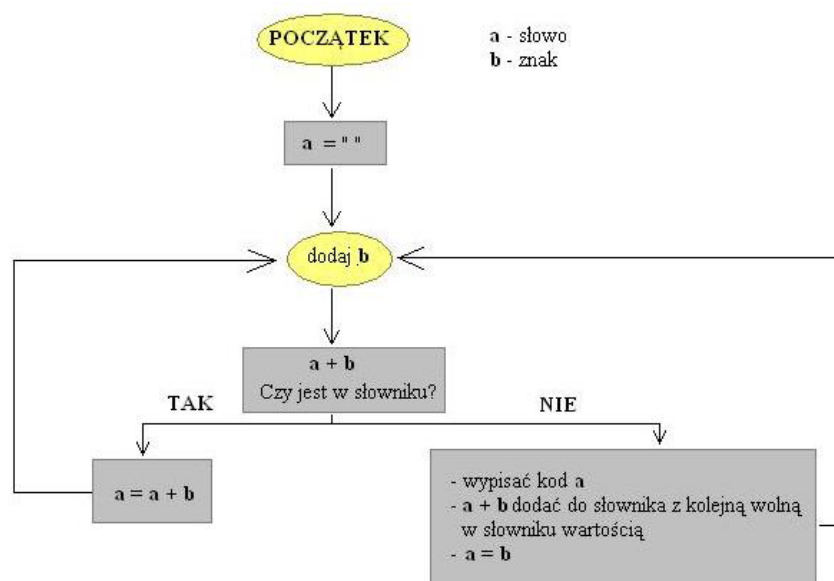 POCZĄTEK
a - słowo
b - znak
a = " "
dodaj b
a + b
Czy jest w słowniku?
TAK
NIE
a = a + b
- wypisać kod a
- a + b dodać do słownika z kolejną wolną
w słowniku wartością
- a = b